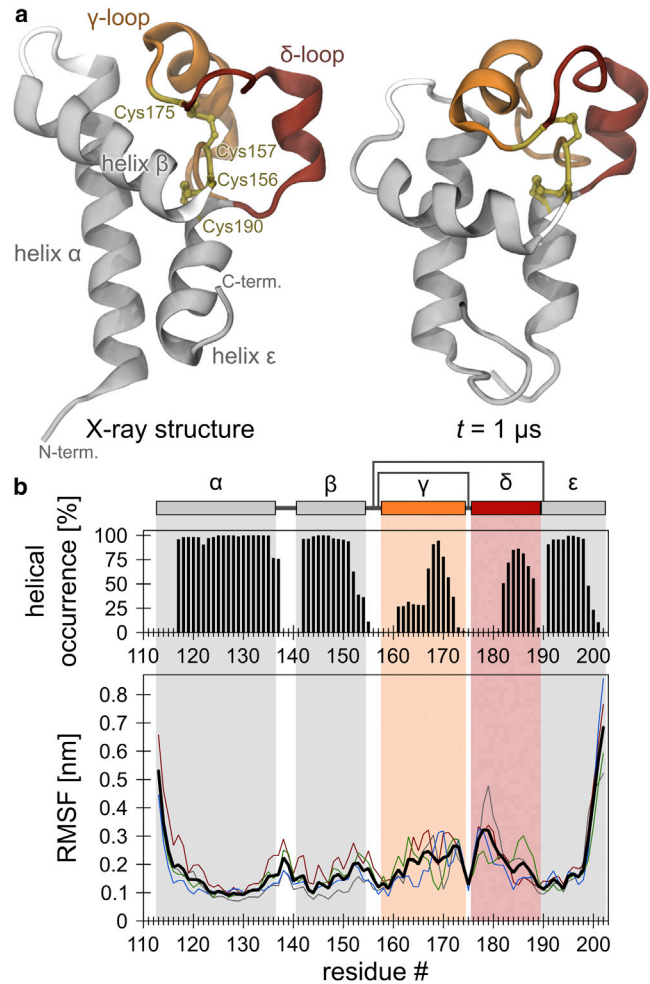 a
γ-loop
δ-loop
Cys175
Cys157
helix β
Cys156
Cys190
helix α
C-term.
helix ε
N-term.
X-ray structure
t = 1 μs
b
α β γ δ ε
helical occurrence [%]
100
75
50
25
0
110 120 130 140 150 160 170 180 190 200
RMSF [nm]
0.8
0.7
0.6
0.5
0.4
0.3
0.2
0.1
0
110 120 130 140 150 160 170 180 190 200
residue #